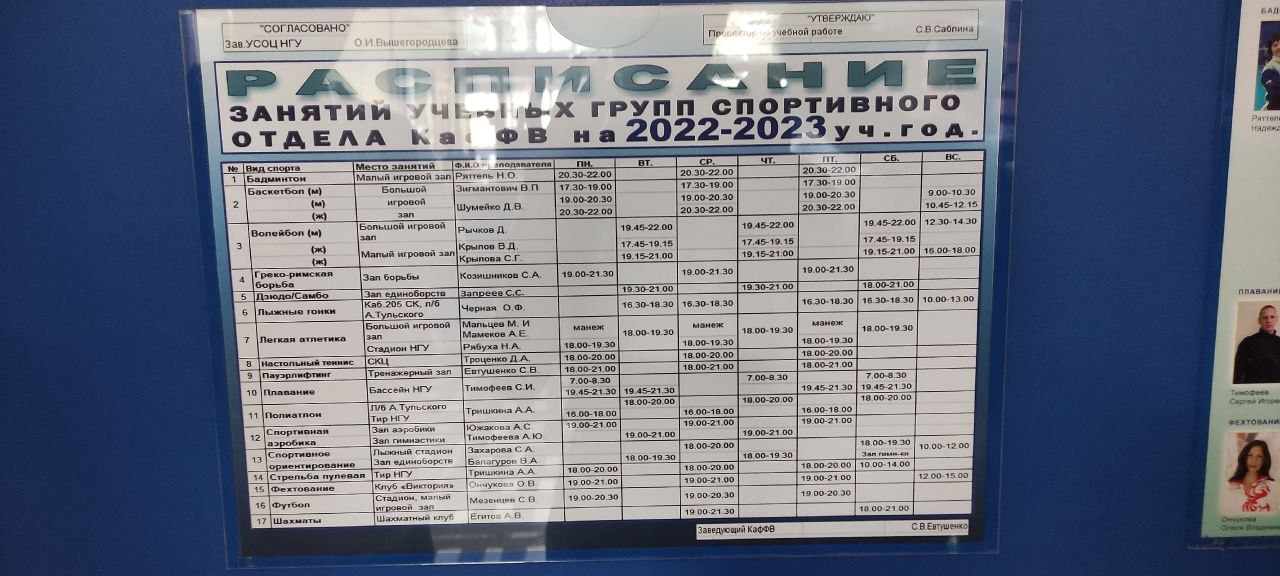 "СОГЛАСОВАНО" "УТВЕРЖДАЮ"
Зав.УСОЦ НГУ О.И.Вышегородцева Проректор по учебной работе С.В.Саблина
РАСПИСАНИЕ
ЗАНЯТИЙ УЧЕБНЫХ ГРУПП СПОРТИВНОГО
ОТДЕЛА КафФВ на 2022-2023 уч.год.
№ Вид спорта Место занятий Ф.И.О преподавателя ПН. ВТ. СР. ЧТ. ПТ. СБ. ВС.
1 Бадминтон Малый игровой зал Ряттель Н.О. 20.30-22.00 20.30-22.00 20.30-22.00
2 Баскетбол (м) Большой Зигмантович В.П 17.30-19.00 17.30-19.00 17.30-19.00
(м) игровой Шумейко Д.В. 19.00-20.30 19.00-20.30 19.00-20.30 9.00-10.30
(ж) зал 20.30-22.00 20.30-22.00 20.30-22.00 10.45-12.15
3 Волейбол (м) Большой игровой зал Рычков Д. 19.45-22.00 19.45-22.00 19.45-22.00 12.30-14.30
(ж) Малый игровой зал Крылов В.Д. 17.45-19.15 17.45-19.15 17.45-19.15
(ж) Крылова С.Г. 19.15-21.00 19.15-21.00 19.15-21.00 16.00-18.00
4 Греко-римская борьба Зал борьбы Козишников С.А. 19.00-21.30 19.00-21.30 19.00-21.30
5 Дзюдо/Самбо Зал единоборств Запреев С.С. 19.30-21.00 19.30-21.00 18.00-21.00
6 Лыжные гонки Каб.205 СК, л/б А.Тульского Черная О.Ф. 16.30-18.30 16.30-18.30 16.30-18.30 16.30-18.30 10.00-13.00
7 Легкая атлетика Большой игровой зал Мальцев М. И Мамеков А.Е. манеж 18.00-19.30 манеж 18.00-19.30 манеж 18.00-19.30
Стадион НГУ Рябуха Н.А. 18.00-19.30 18.00-19.30 18.00-19.30
8 Настольный теннис СКЦ Троценко Д.А. 18.00-20.00 18.00-20.00 18.00-20.00
9 Пауэрлифтинг Тренажерный зал Евтушенко С.В. 18.00-21.00 18.00-21.00 18.00-21.00
10 Плавание Бассейн НГУ Тимофеев С.И. 7.00-8.30 7.00-8.30 7.00-8.30
19.45-21.30 19.45-21.30 19.45-21.30 19.45-21.30
11 Полиатлон Л/б А.Тульского Тришкина А.А. 18.00-20.00 18.00-20.00 18.00-20.00
Тир НГУ 16.00-18.00 16.00-18.00 16.00-18.00
12 Спортивная Зал аэробики Южакова А.С 19.00-21.00 19.00-21.00 19.00-21.00
аэробика Зал гимнастики Тимофеева А.Ю. 19.00-21.00 19.00-21.00
13 Спортивное Лыжный стадион Захарова С.А. 18.00-20.00 18.00-19.30 10.00-12.00
ориентирование Зал единоборств Балагуров В.А. 18.00-19.30 18.00-19.30 Зал гимн-ки
14 Стрельба пулевая Тир НГУ Тришкина А.А. 18.00-20.00 18.00-20.00 18.00-20.00 10.00-14.00
15 Фехтование Клуб «Виктория» Ончукова О.В. 19.00-21.00 19.00-21.00 19.00-21.00 12.00-15.00
16 Футбол Стадион, малый игровой зал Мезенцев С.В. 19.00-20.30 19.00-20.30 19.00-20.30
17 Шахматы Шахматный клуб Егитов А.В. 19.00-21.30 18.00-21.00
Заведующий КафФВ С.В.Евтушенко
БАД
Ряттель
Надежд
ПЛАВАНИЕ
Тимофеев
Сергей Игоре
ФЕХТОВАНИЕ
Ончукова
Олеся Владими